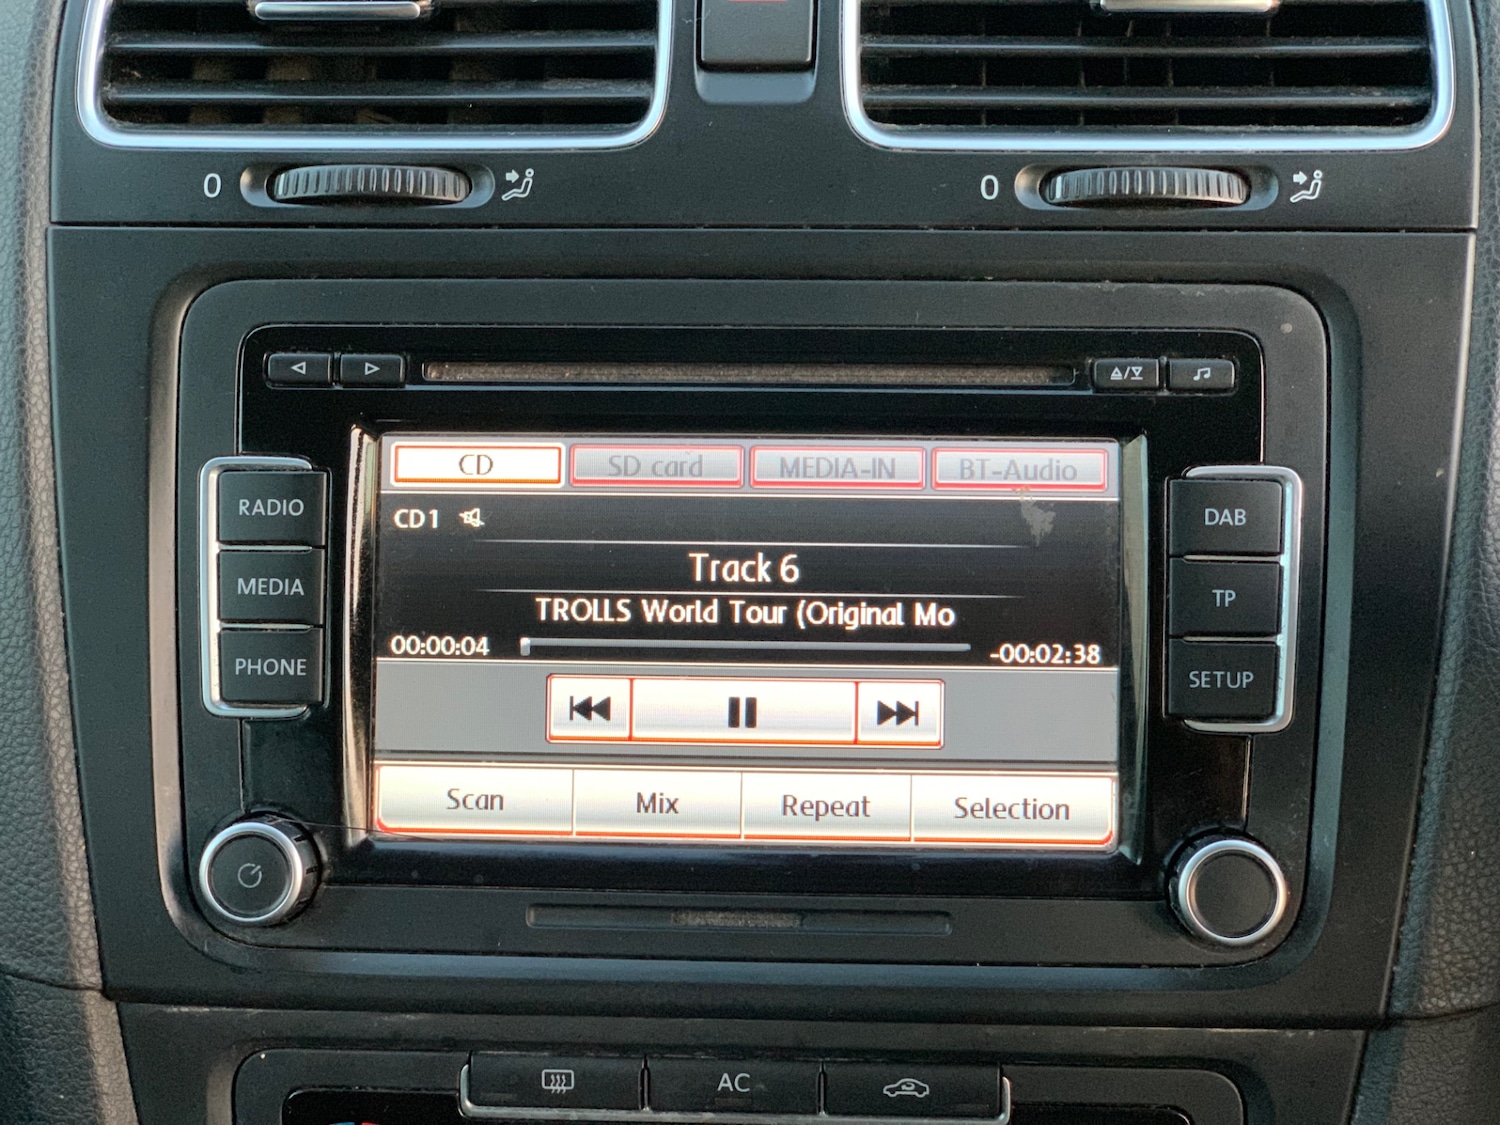 0
0
CD SD card MEDIA-IN BT-Audio
RADIO
CD1
DAB
Track 6
MEDIA
TROLLS World Tour (Original Mo
TP
00:00:04 -00:02:38
PHONE
SETUP
Scan Mix Repeat Selection
AC